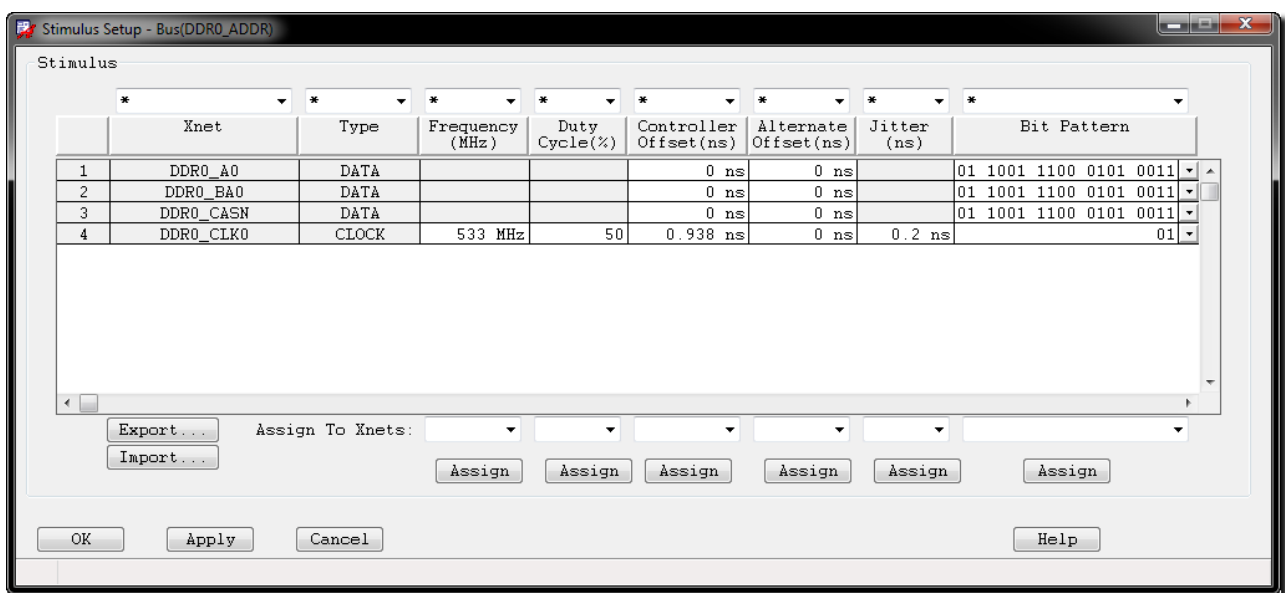 Stimulus Setup - Bus(DDR0_ADDR)
Stimulus
* * * * * * * *
Xnet Type Frequency (MHz) Duty Cycle(%) Controller Offset(ns) Alternate Offset(ns) Jitter (ns) Bit Pattern
1 DDR0_A0 DATA 0 ns 0 ns 01 1001 1100 0101 0011
2 DDR0_BA0 DATA 0 ns 0 ns 01 1001 1100 0101 0011
3 DDR0_CASN DATA 0 ns 0 ns 01 1001 1100 0101 0011
4 DDR0_CLK0 CLOCK 533 MHz 50 0.938 ns 0 ns 0.2 ns 01
Export... Assign To Xnets:
Import...
Assign Assign Assign Assign Assign Assign
OK Apply Cancel Help